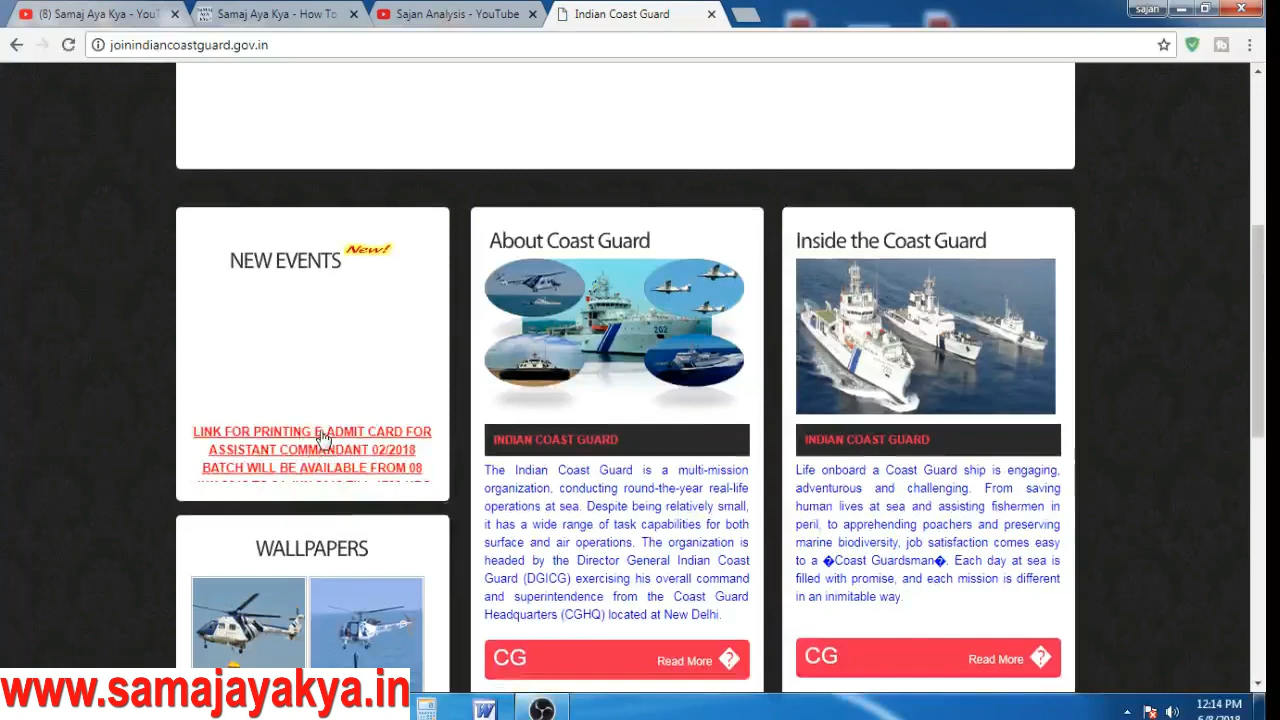 (8) Samaj Aya Kya - YouT
Samaj Aya Kya - How To
Sajan Analysis - YouTube
Indian Coast Guard
sajan
joinindiancoastguard.gov.in
NEW EVENTS New!
LINK FOR PRINTING E-ADMIT CARD FOR
ASSISTANT COMMANDANT 02/2018
BATCH WILL BE AVAILABLE FROM 08
WALLPAPERS
About Coast Guard
202
INDIAN COAST GUARD
The Indian Coast Guard is a multi-mission
organization, conducting round-the-year real-life
operations at sea. Despite being relatively small,
it has a wide range of task capabilities for both
surface and air operations. The organization is
headed by the Director General Indian Coast
Guard (DGICG) exercising his overall command
and superintendence from the Coast Guard
Headquarters (CGHQ) located at New Delhi.
CG Read More �
Inside the Coast Guard
INDIAN COAST GUARD
Life onboard a Coast Guard ship is engaging,
adventurous and challenging. From saving
human lives at sea and assisting fishermen in
peril, to apprehending poachers and preserving
marine biodiversity, job satisfaction comes easy
to a �Coast Guardsman�. Each day at sea is
filled with promise, and each mission is different
in an inimitable way.
CG Read More �
www.samajayakya.in
12:14 PM
6/8/2018